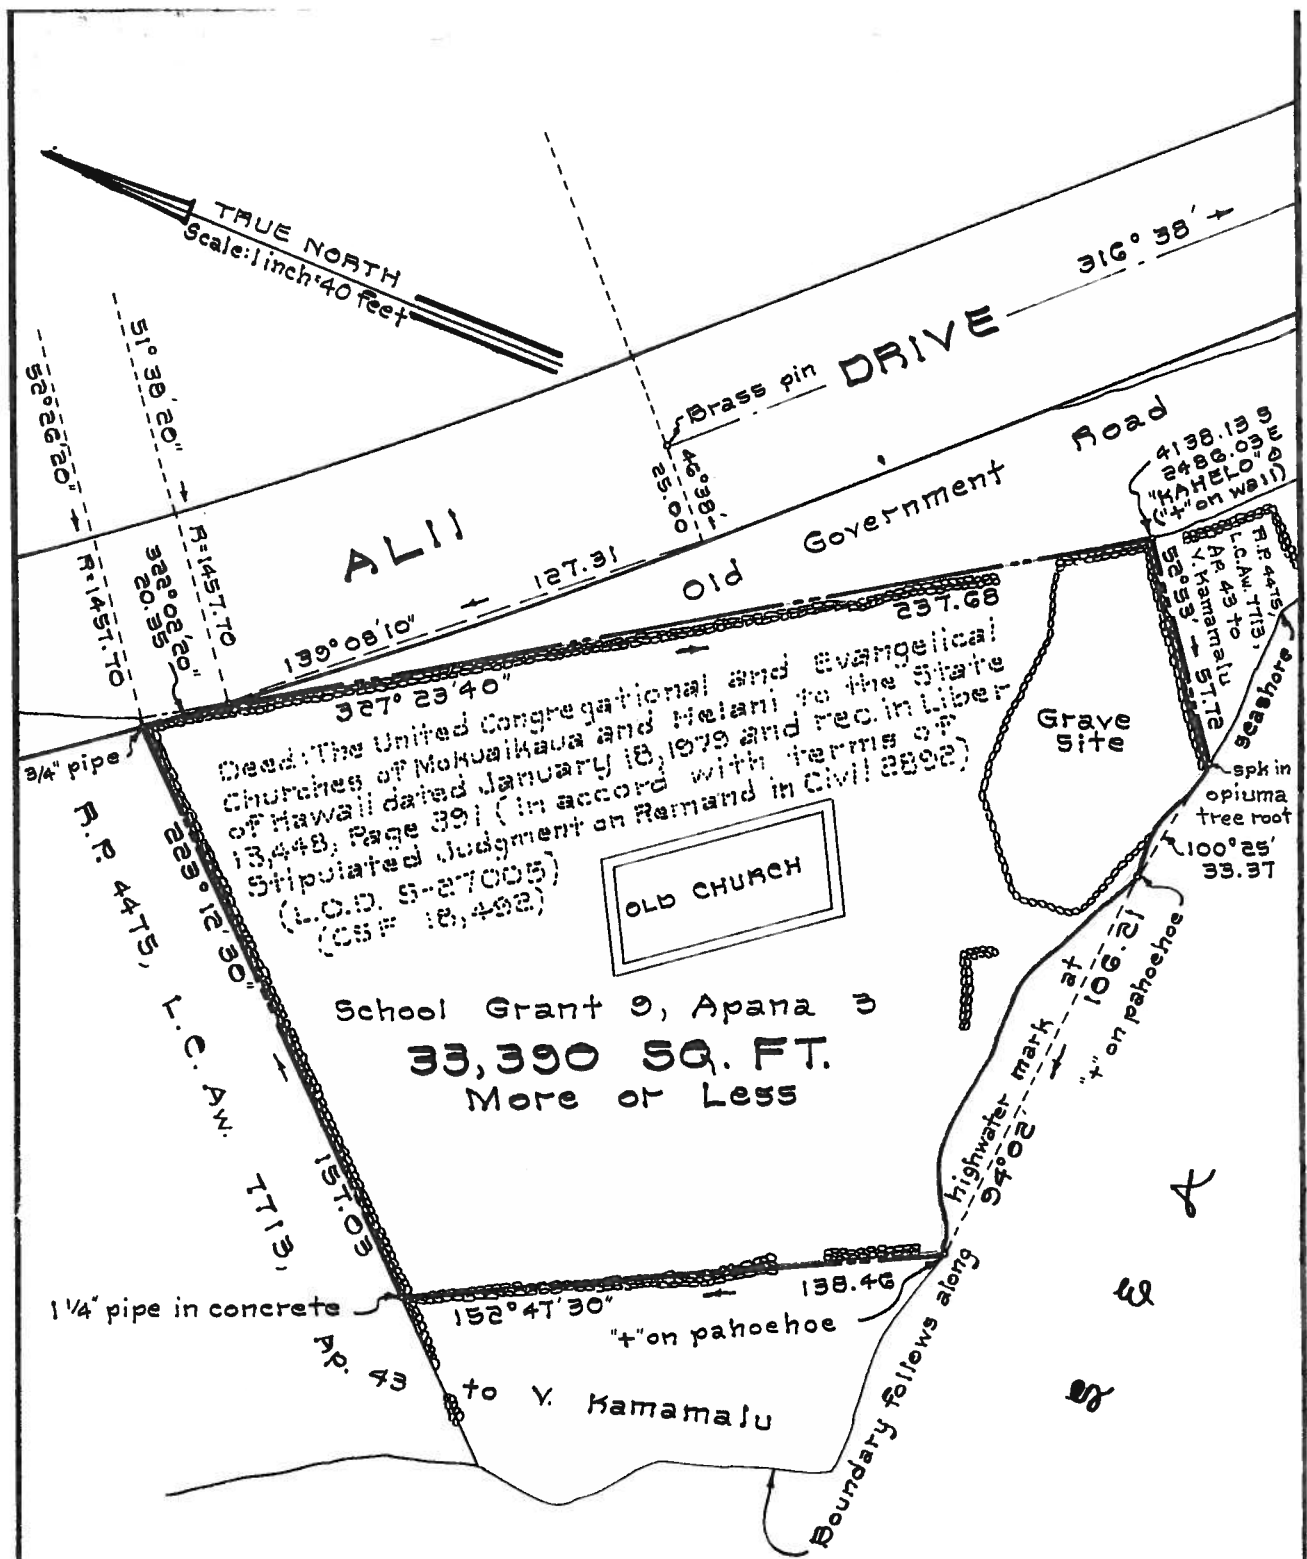 TRUE NORTH
Scale: 1 inch = 40 feet
52°26'20"
R=1457.70
51°38'20"
R=1457.70
322°02'20"
20.35
ALII
DRIVE
316°38'
Brass pin
46°38'
25.00
127.31
139°08'10"
Old Government Road
4138.13 S
2486.03 E
"KAHELO"
("+" on wall)
R.P. 4475,
L.C.Aw. 7713,
AP. 43 to
V. Kamamalu
52°53'
57.72
Seashore
237.68
327° 23'40"
Deed: The United Congregational and Evangelical
Churches of Mokuaikaua and Helani to the State
of Hawaii dated January 18, 1979 and rec. in Liber
13,448, Page 391 (in accord with terms of
Stipulated Judgment on Remand in Civil 2892)
(L.O.D. S-27005)
(CSF 18,492)
Grave
Site
spk in
opiuma
tree root
100°25'
33.37
3/4" pipe
223°12'30"
157.03
R.P. 4475, L.C. Aw. 7713,
Ap. 43 to V. Kamamalu
OLD CHURCH
School Grant 9, Apana 3
33,390 SQ. FT.
More or Less
"+" on pahoehoe
106.21
94°02'
1 1/4" pipe in concrete
152°47'30"
138.46
"+" on pahoehoe
Boundary follows along highwater mark at